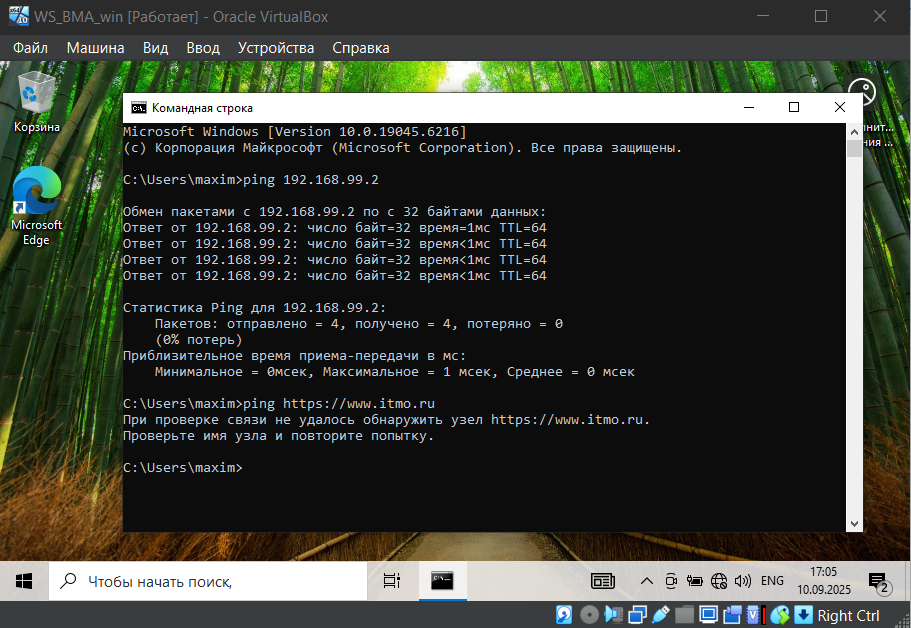 WS_BMA_win [Работает] - Oracle VirtualBox
Файл Машина Вид Ввод Устройства Справка
Корзина
Microsoft
Edge
Командная строка
Microsoft Windows [Version 10.0.19045.6216]
(c) Корпорация Майкрософт (Microsoft Corporation). Все права защищены.
C:\Users\maxim>ping 192.168.99.2
Обмен пакетами с 192.168.99.2 по с 32 байтами данных:
Ответ от 192.168.99.2: число байт=32 время=1мс TTL=64
Ответ от 192.168.99.2: число байт=32 время<1мс TTL=64
Ответ от 192.168.99.2: число байт=32 время<1мс TTL=64
Ответ от 192.168.99.2: число байт=32 время<1мс TTL=64
Статистика Ping для 192.168.99.2:
Пакетов: отправлено = 4, получено = 4, потеряно = 0
(0% потерь)
Приблизительное время приема-передачи в мс:
Минимальное = 0мсек, Максимальное = 1 мсек, Среднее = 0 мсек
C:\Users\maxim>ping https://www.itmo.ru
При проверке связи не удалось обнаружить узел https://www.itmo.ru.
Проверьте имя узла и повторите попытку.
C:\Users\maxim>
Чтобы начать поиск,
ENG
17:05
10.09.2025
2
Right Ctrl